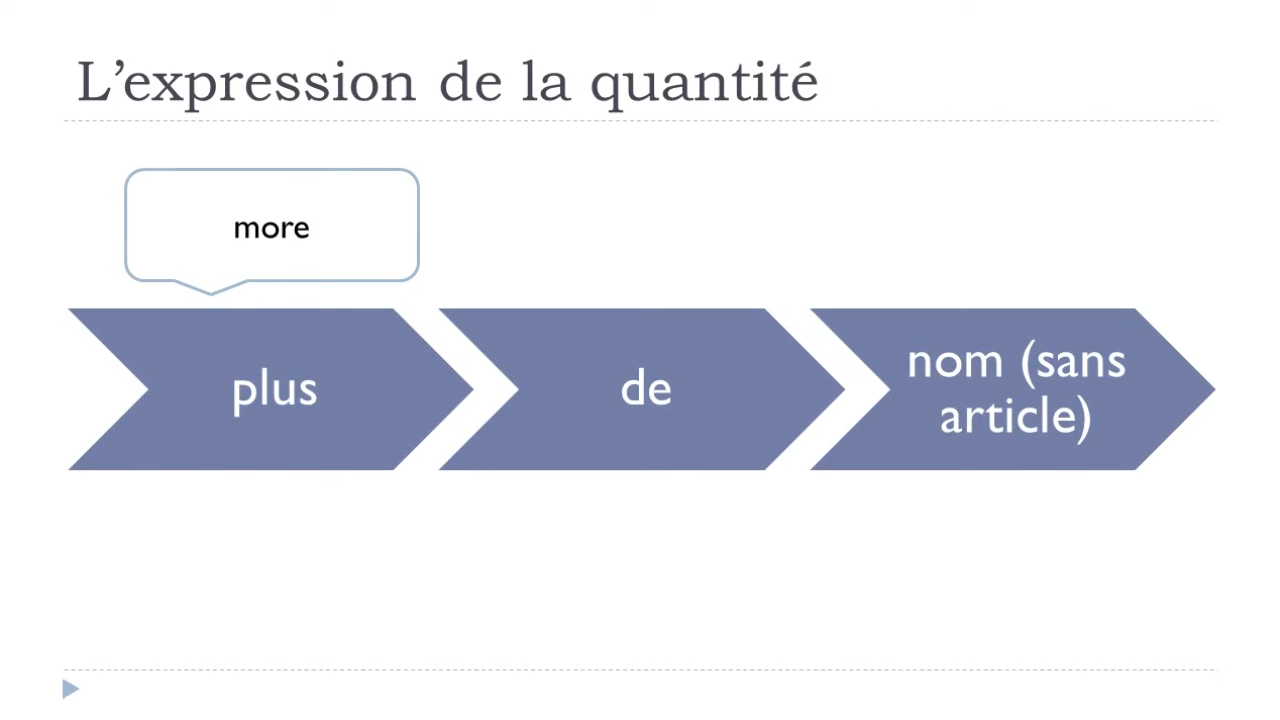 L’expression de la quantité
more
plus
de
nom (sans
article)